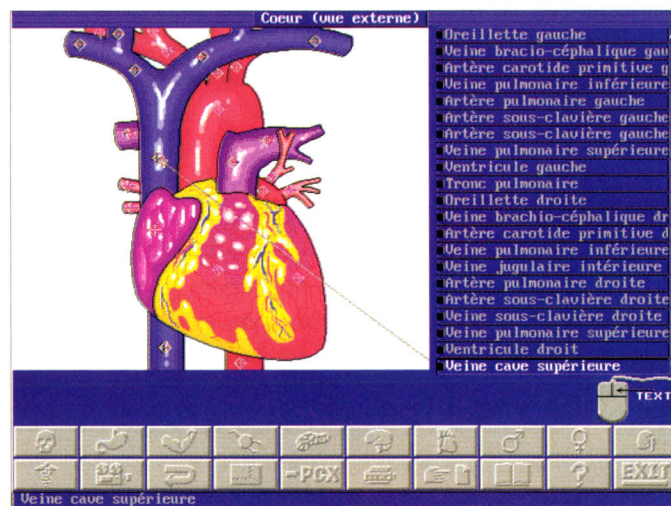 Coeur (vue externe)
Oreillette gauche
Veine bracio-céphalique gau
Artère carotide primitive g
Veine pulmonaire inférieure
Artère pulmonaire gauche
Artère sous-clavière gauche
Artère sous-clavière gauche
Veine pulmonaire supérieure
Ventricule gauche
Tronc pulmonaire
Oreillette droite
Veine brachio-céphalique dr
Artère carotide primitive d
Veine pulmonaire inférieure
Veine jugulaire intérieure
Artère pulmonaire droite
Artère sous-clavière droite
Veine sous-clavière droite
Veine pulmonaire supérieure
Ventricule droit
Veine cave supérieure
TEXT
-PCX
?
EXIT
Veine cave supérieure